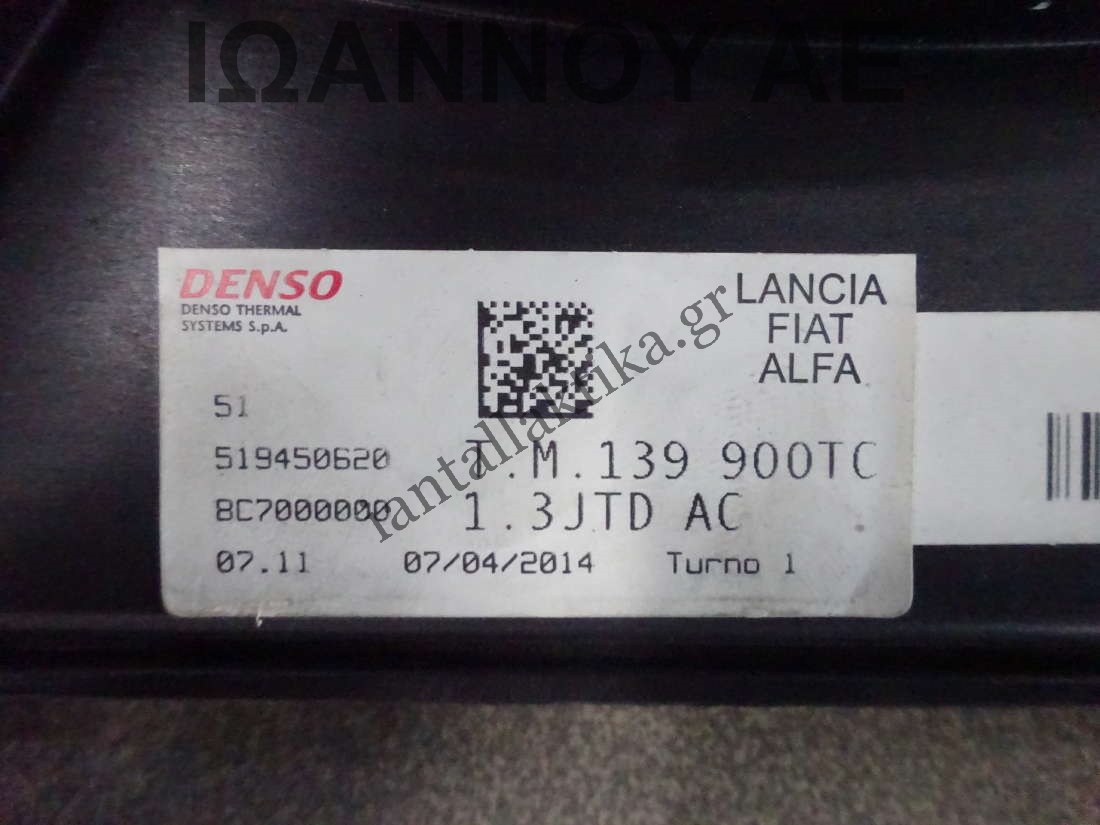 ΙΩΑΝΝΟΥ ΑΕ
DENSO
DENSO THERMAL
SYSTEMS S.p.A.
LANCIA
FIAT
ALFA
51
519450620 T.M.139 900TC
8C7000000 1.3JTD AC
07.11 07/04/2014 Turno 1
iantallaktika.gr